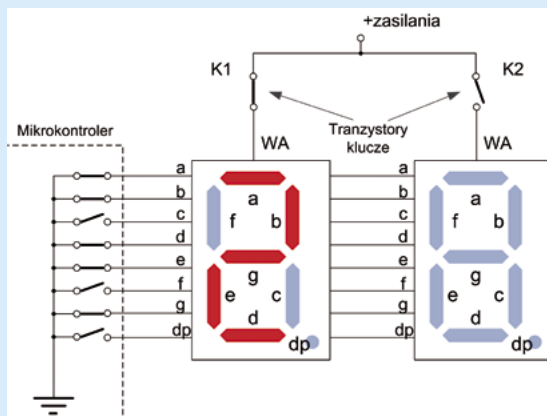 +zasilania
K1
K2
Tranzystory
klucze
Mikrokontroler
WA
WA
a
b
c
d
e
f
g
dp
a
f
b
g
e
c
d
dp
a
b
c
d
e
f
g
dp
a
f
b
g
e
c
d
dp